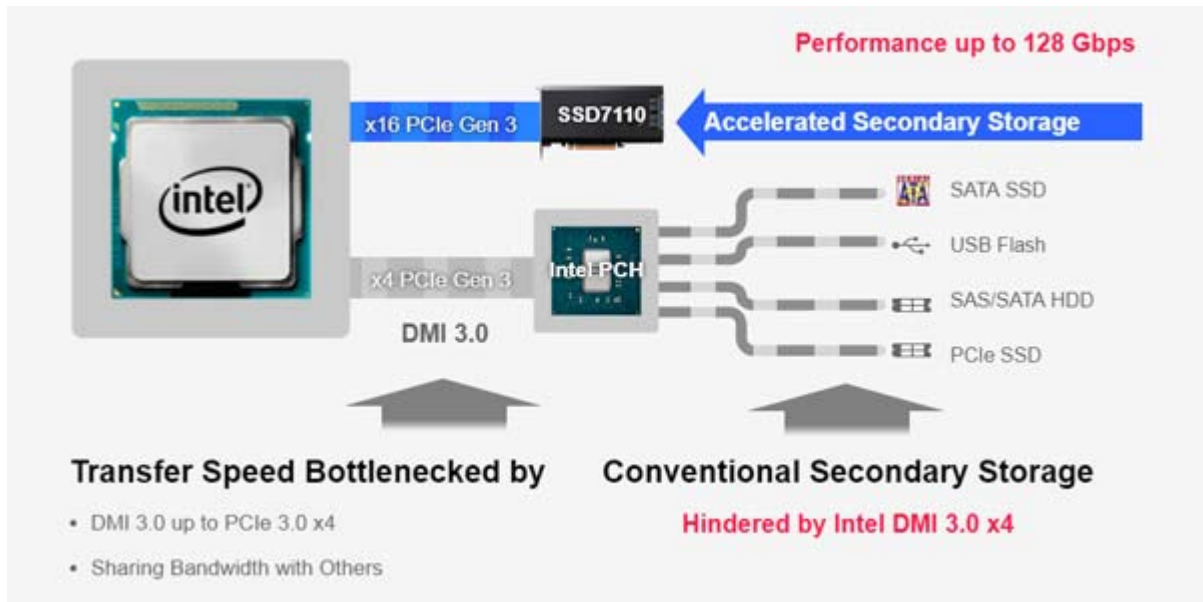 Performance up to 128 Gbps
x16 PCIe Gen 3
SSD7110
Accelerated Secondary Storage
intel
ATA
SATA SSD
USB Flash
x4 PCIe Gen 3
Intel PCH
SAS/SATA HDD
DMI 3.0
PCIe SSD
Transfer Speed Bottlenecked by
• DMI 3.0 up to PCIe 3.0 x4
• Sharing Bandwidth with Others
Conventional Secondary Storage
Hindered by Intel DMI 3.0 x4